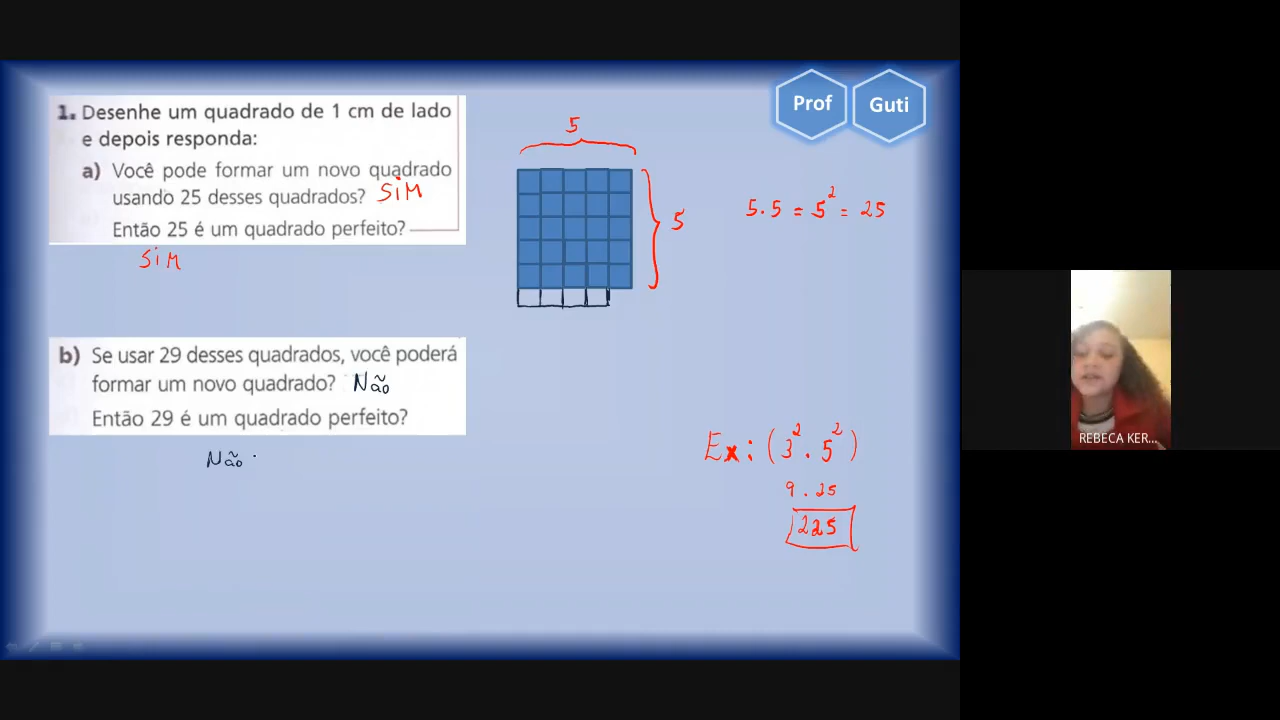 Prof Guti
1. Desenhe um quadrado de 1 cm de lado
e depois responda:
a) Você pode formar um novo quadrado
usando 25 desses quadrados? SIM
Então 25 é um quadrado perfeito?
SIM
5
5
5.5 = 5² = 25
b) Se usar 29 desses quadrados, você poderá
formar um novo quadrado? Não
Então 29 é um quadrado perfeito?
Não.
Ex: (3² . 5²)
9 . 25
225
REBECA KER...